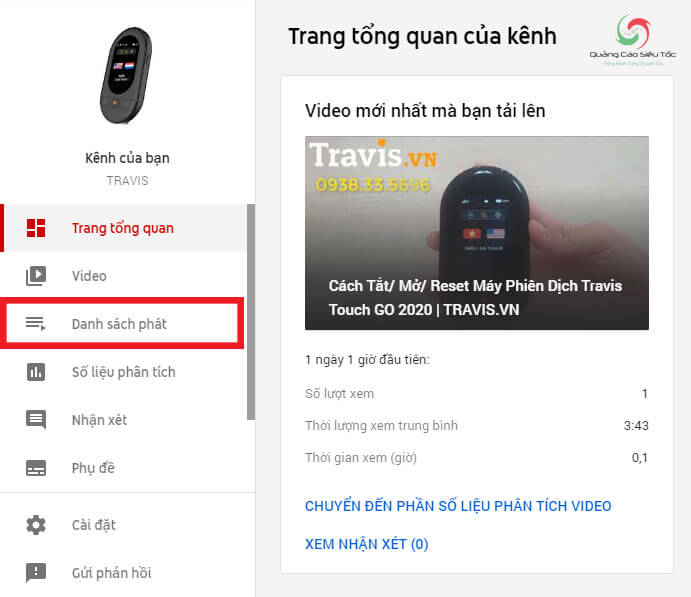 Kênh của bạn
TRAVIS
Trang tổng quan
Video
Danh sách phát
Số liệu phân tích
Nhận xét
Phụ đề
Cài đặt
Gửi phản hồi
Trang tổng quan của kênh
Quảng Cáo Siêu Tốc
Video mới nhất mà bạn tải lên
Travis.VN
0938.33.5696
Cách Tắt/ Mở/ Reset Máy Phiên Dịch Travis
Touch GO 2020 | TRAVIS.VN
1 ngày 1 giờ đầu tiên:
Số lượt xem 1
Thời lượng xem trung bình 3:43
Thời gian xem (giờ) 0,1
CHUYỂN ĐẾN PHẦN SỐ LIỆU PHÂN TÍCH VIDEO
XEM NHẬN XÉT (0)